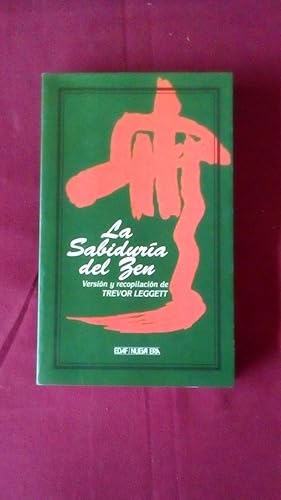 La
Sabiduría
del Zen
Versión y recopilación de
TREVOR LEGGETT
EDAF / NUEVA ERA